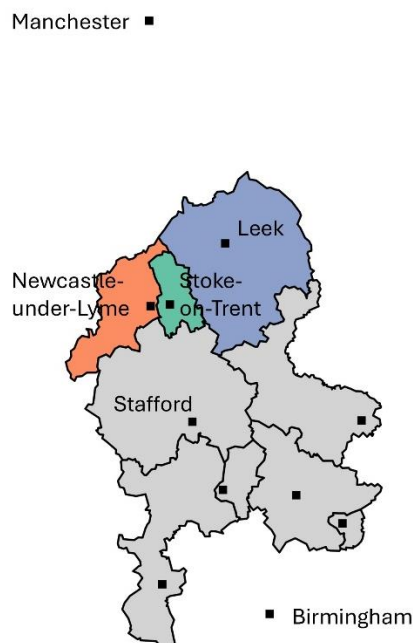 Manchester
Leek
Newcastle-
under-Lyme
Stoke-
on-Trent
Stafford
Birmingham